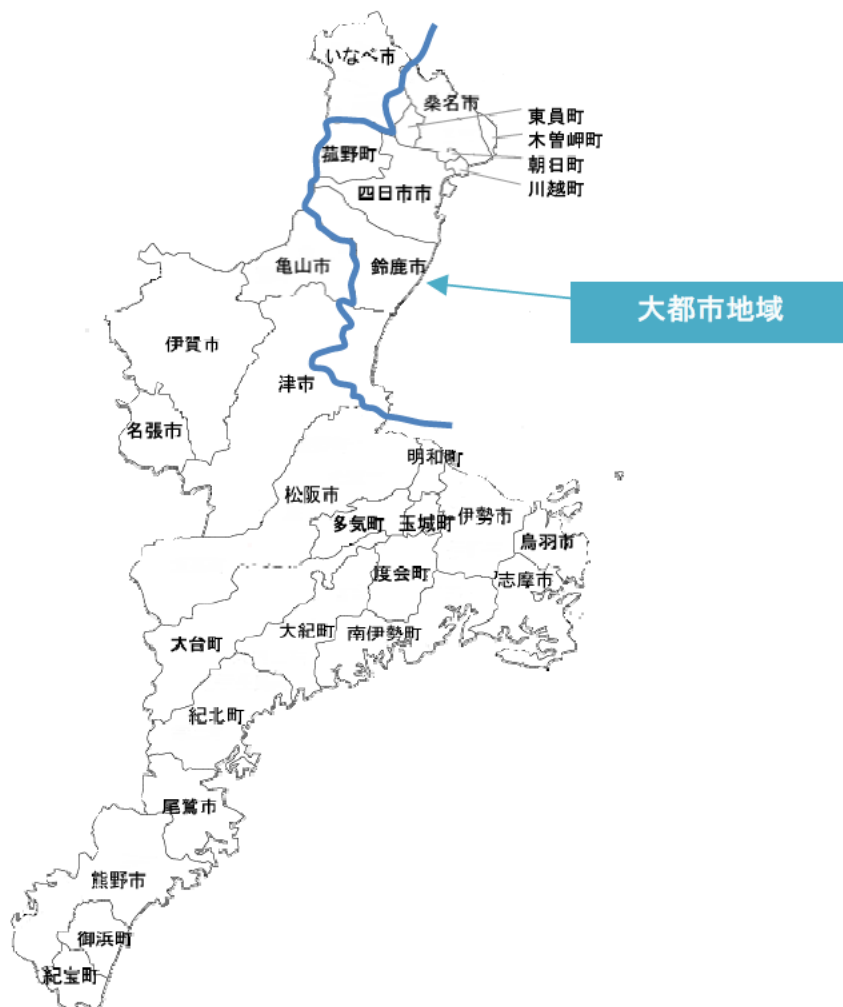 いなべ市
桑名市
東員町
木曽岬町
菰野町
朝日町
川越町
四日市市
亀山市
鈴鹿市
大都市地域
伊賀市
津市
名張市
明和町
松阪市
多気町
玉城町
伊勢市
鳥羽市
度会町
志摩市
大紀町
南伊勢町
大台町
紀北町
尾鷲市
熊野市
御浜町
紀宝町